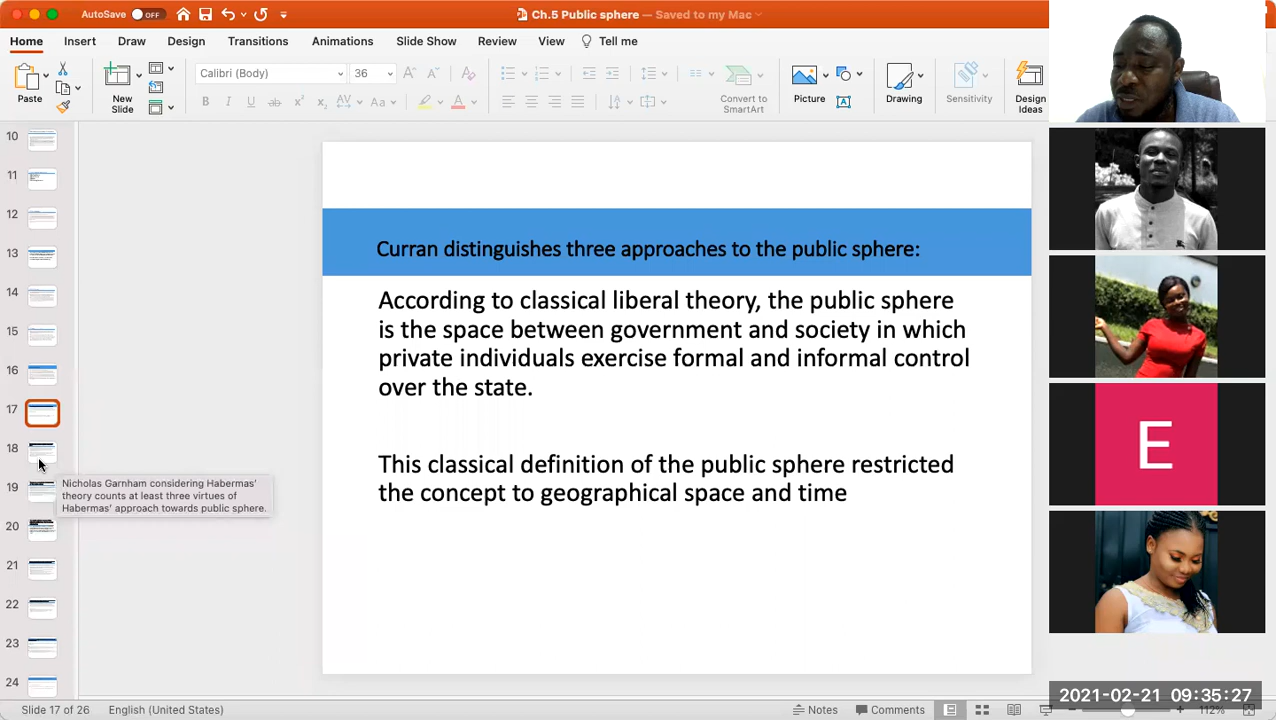 AutoSave OFF
Ch.5 Public sphere — Saved to my Mac
Home Insert Draw Design Transitions Animations Slide Show Review View Tell me
Paste
New Slide
Calibri (Body) 36
Convert to SmartArt
Picture
Drawing
Sensitivity
Design Ideas
10
11
12
13
14
15
16
17
18
19
20
21
22
23
24
Nicholas Garnham considering Habermas'
theory counts at least three virtues of
Habermas' approach towards public sphere.
Curran distinguishes three approaches to the public sphere:
According to classical liberal theory, the public sphere
is the space between government and society in which
private individuals exercise formal and informal control
over the state.
This classical definition of the public sphere restricted
the concept to geographical space and time
E
2021-02-21 09:35:27
Slide 17 of 26 English (United States) Notes Comments 112%